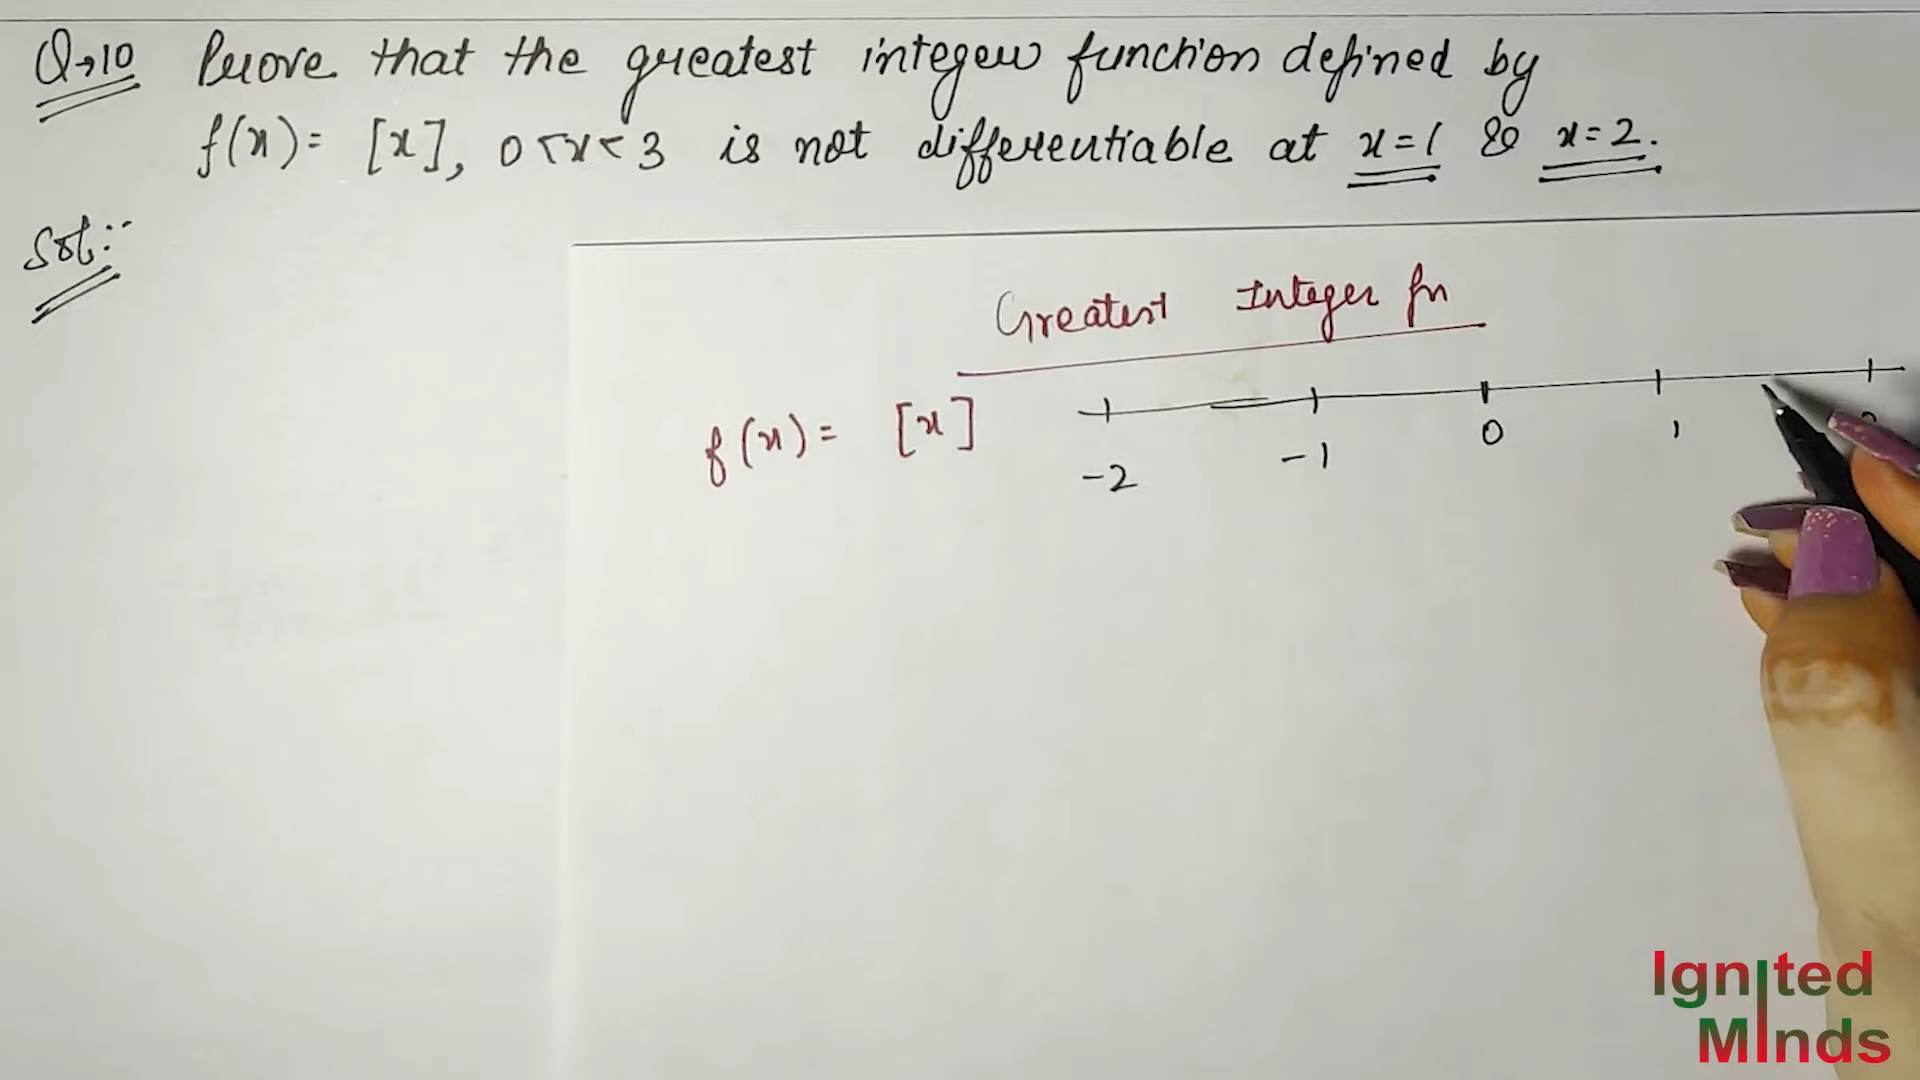 Q→10 Prove that the greatest integer function defined by
f(x) = [x], 0<x<3 is not differentiable at x=1 & x=2.
Sol:-
Greatest Integer fn
f(x) = [x]
-2 -1 0 1
Ignited
Minds